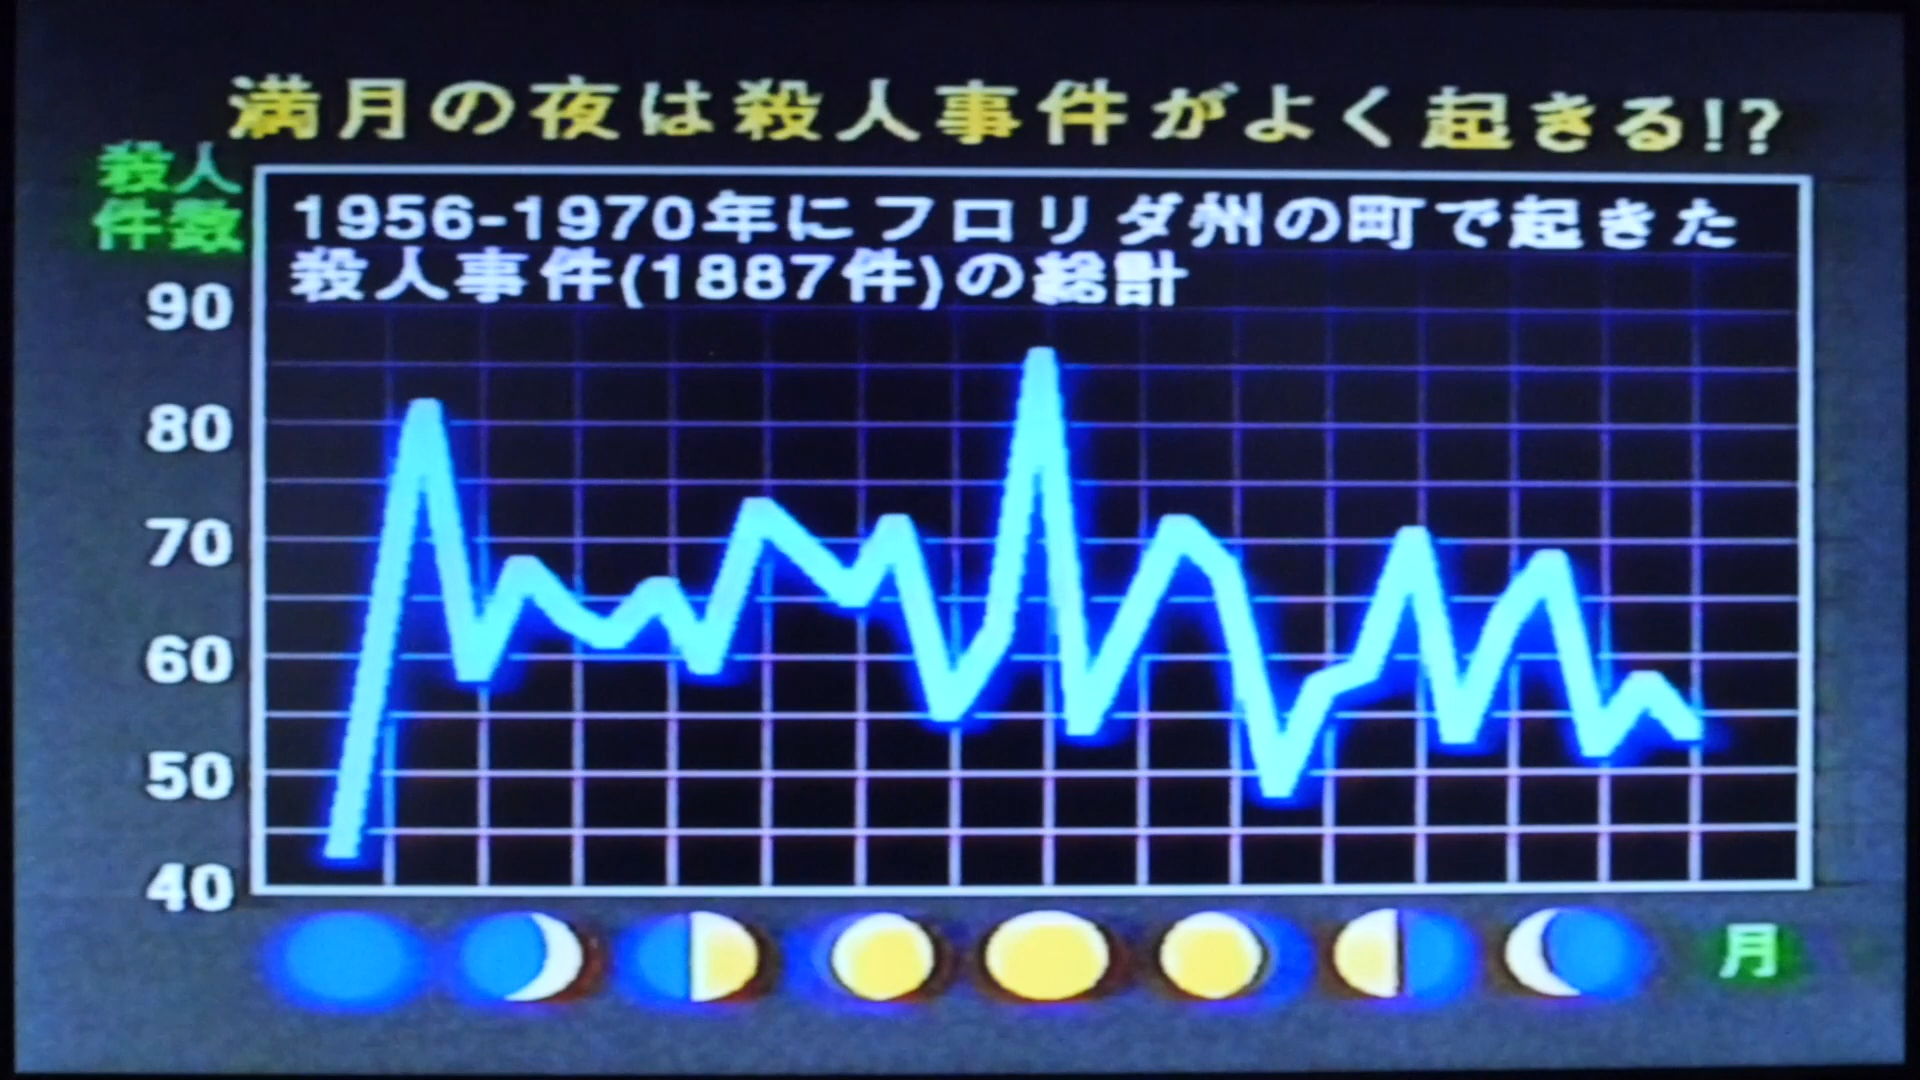 満月の夜は殺人事件がよく起きる!?
殺人
件数
1956-1970年にフロリダ州の町で起きた
殺人事件(1887件)の総計
90
80
70
60
50
40
月